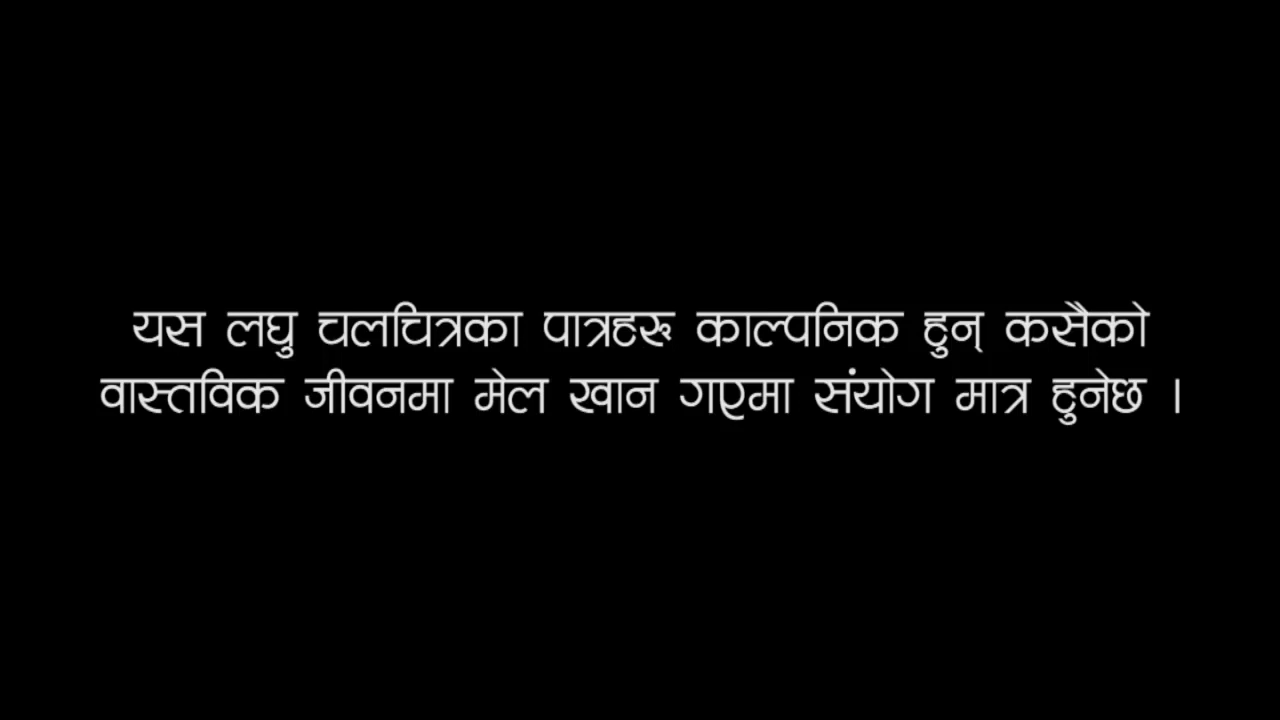 यस लघु चलचित्रका पात्रहरु काल्पनिक हुन् कसैको
वास्तविक जीवनमा मेल खान गएमा संयोग मात्र हुनेछ ।